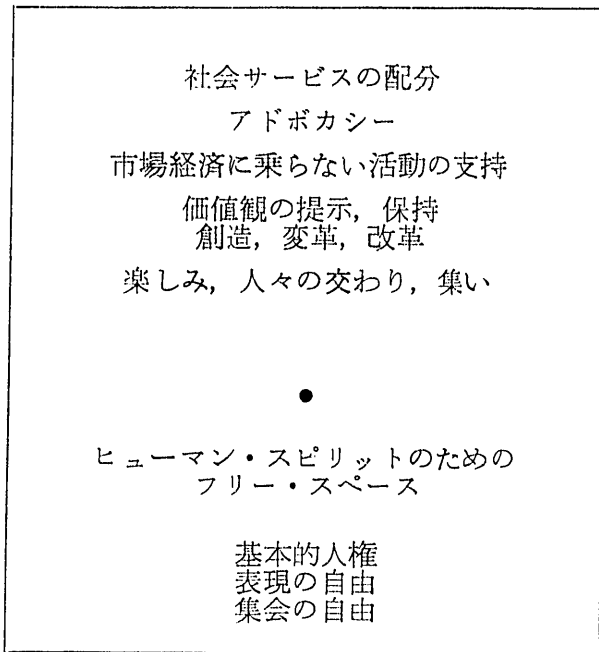 社会サービスの配分
アドボカシー
市場経済に乗らない活動の支持
価値観の提示，保持
創造，変革，改革
楽しみ，人々の交わり，集い
●
ヒューマン・スピリットのための
フリー・スペース
基本的人権
表現の自由
集会の自由